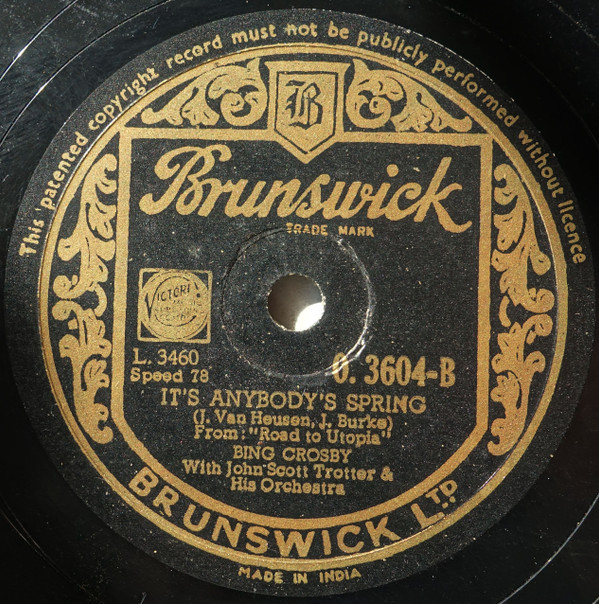 This patented copyright record must not be publicly performed without licence
B
Brunswick
TRADE MARK
L. 3460
Speed 78
O. 3604-B
IT'S ANYBODY'S SPRING
(J. Van Heusen, J. Burke)
From: "Road to Utopia"
BING CROSBY
With John Scott Trotter &
His Orchestra
BRUNSWICK LTD.
MADE IN INDIA